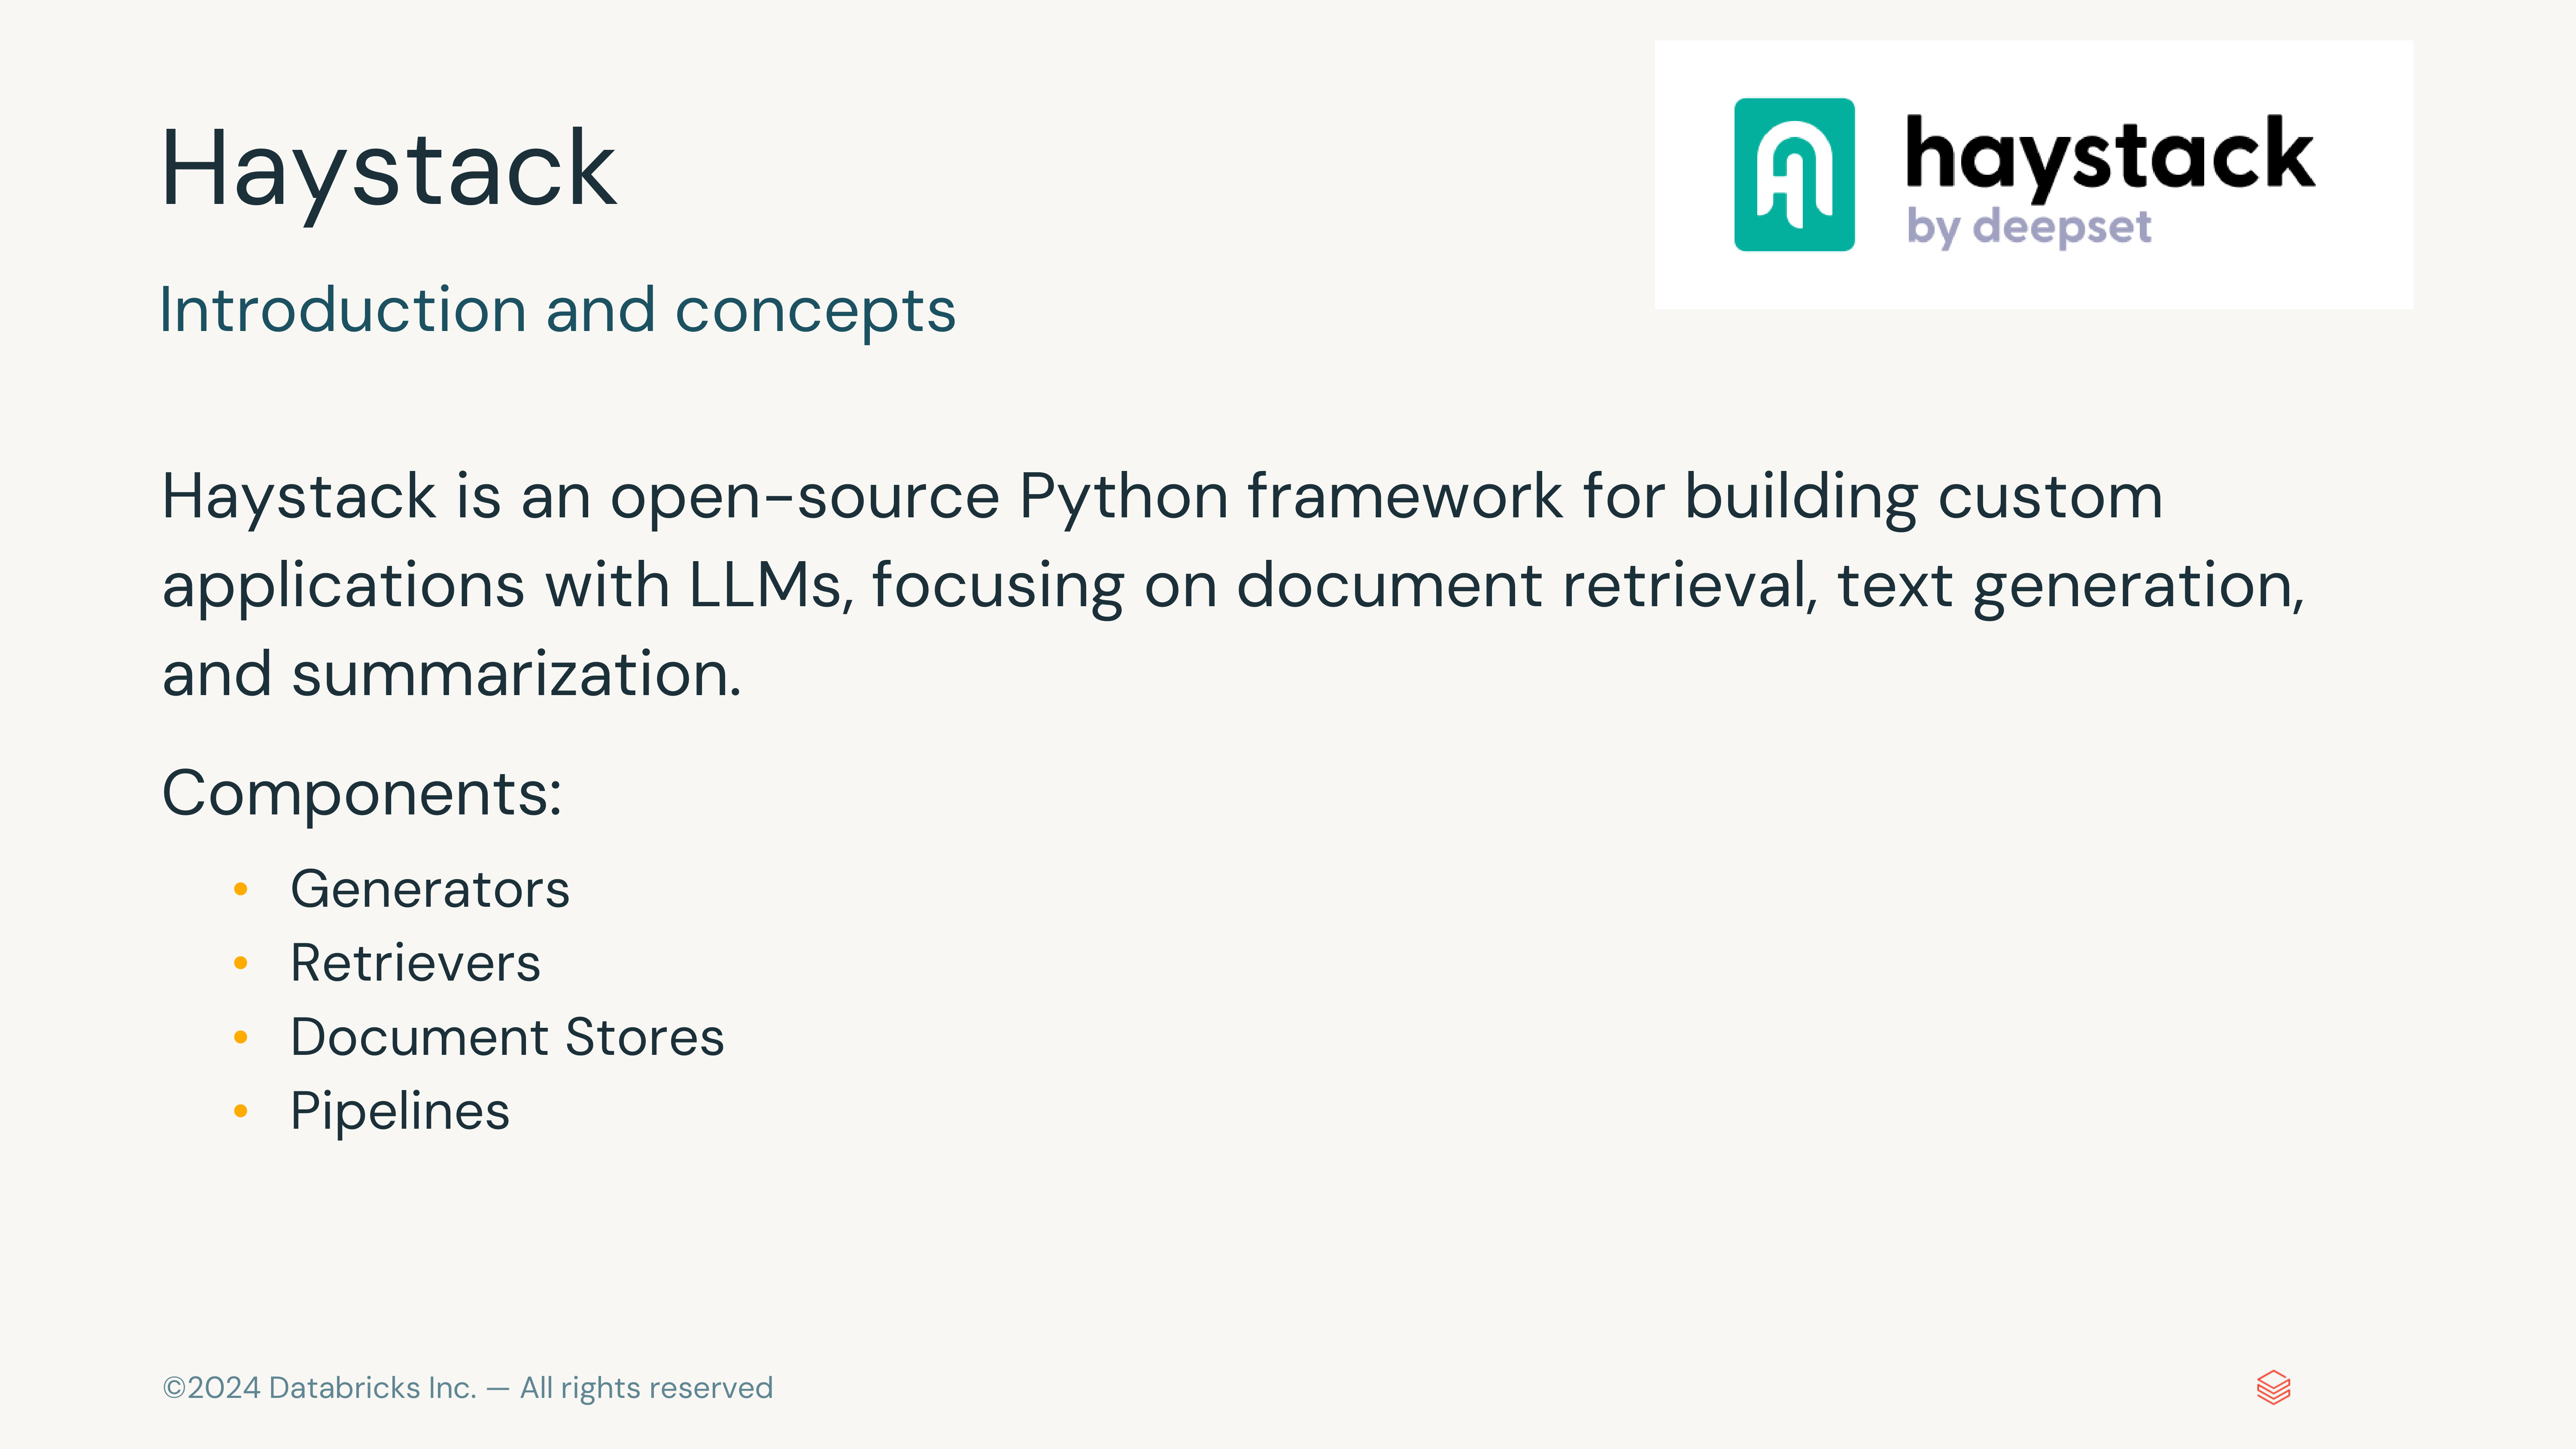 Haystack
haystack
by deepset
Introduction and concepts
Haystack is an open-source Python framework for building custom
applications with LLMs, focusing on document retrieval, text generation,
and summarization.
Components:
• Generators
• Retrievers
• Document Stores
• Pipelines
©2024 Databricks Inc. — All rights reserved